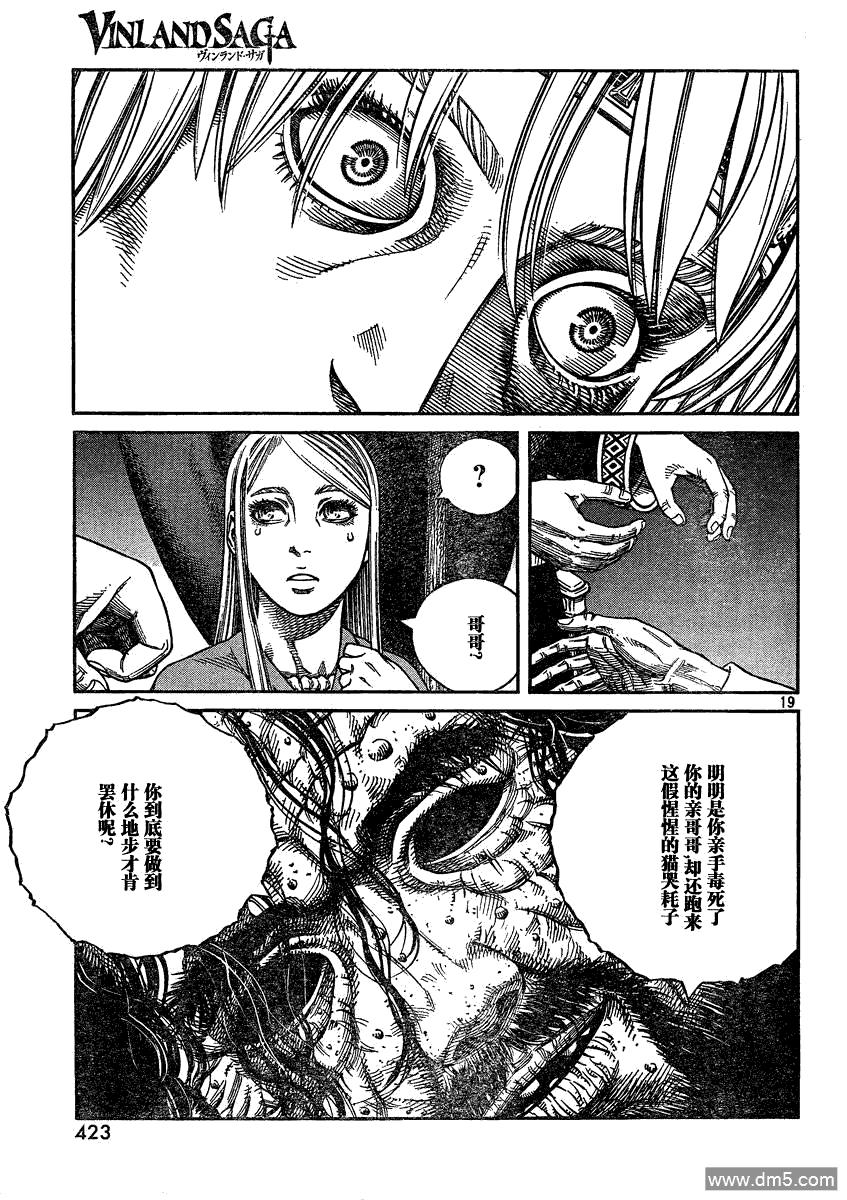 VINLAND SAGA
ヴィンランド・サガ
?
哥哥?
19
明明是你亲手毒死了
你的亲哥哥,却还跑来
这假惺惺的猫哭耗子
你到底要做到
什么地步才肯
罢休呢?
423
www.dm5.com